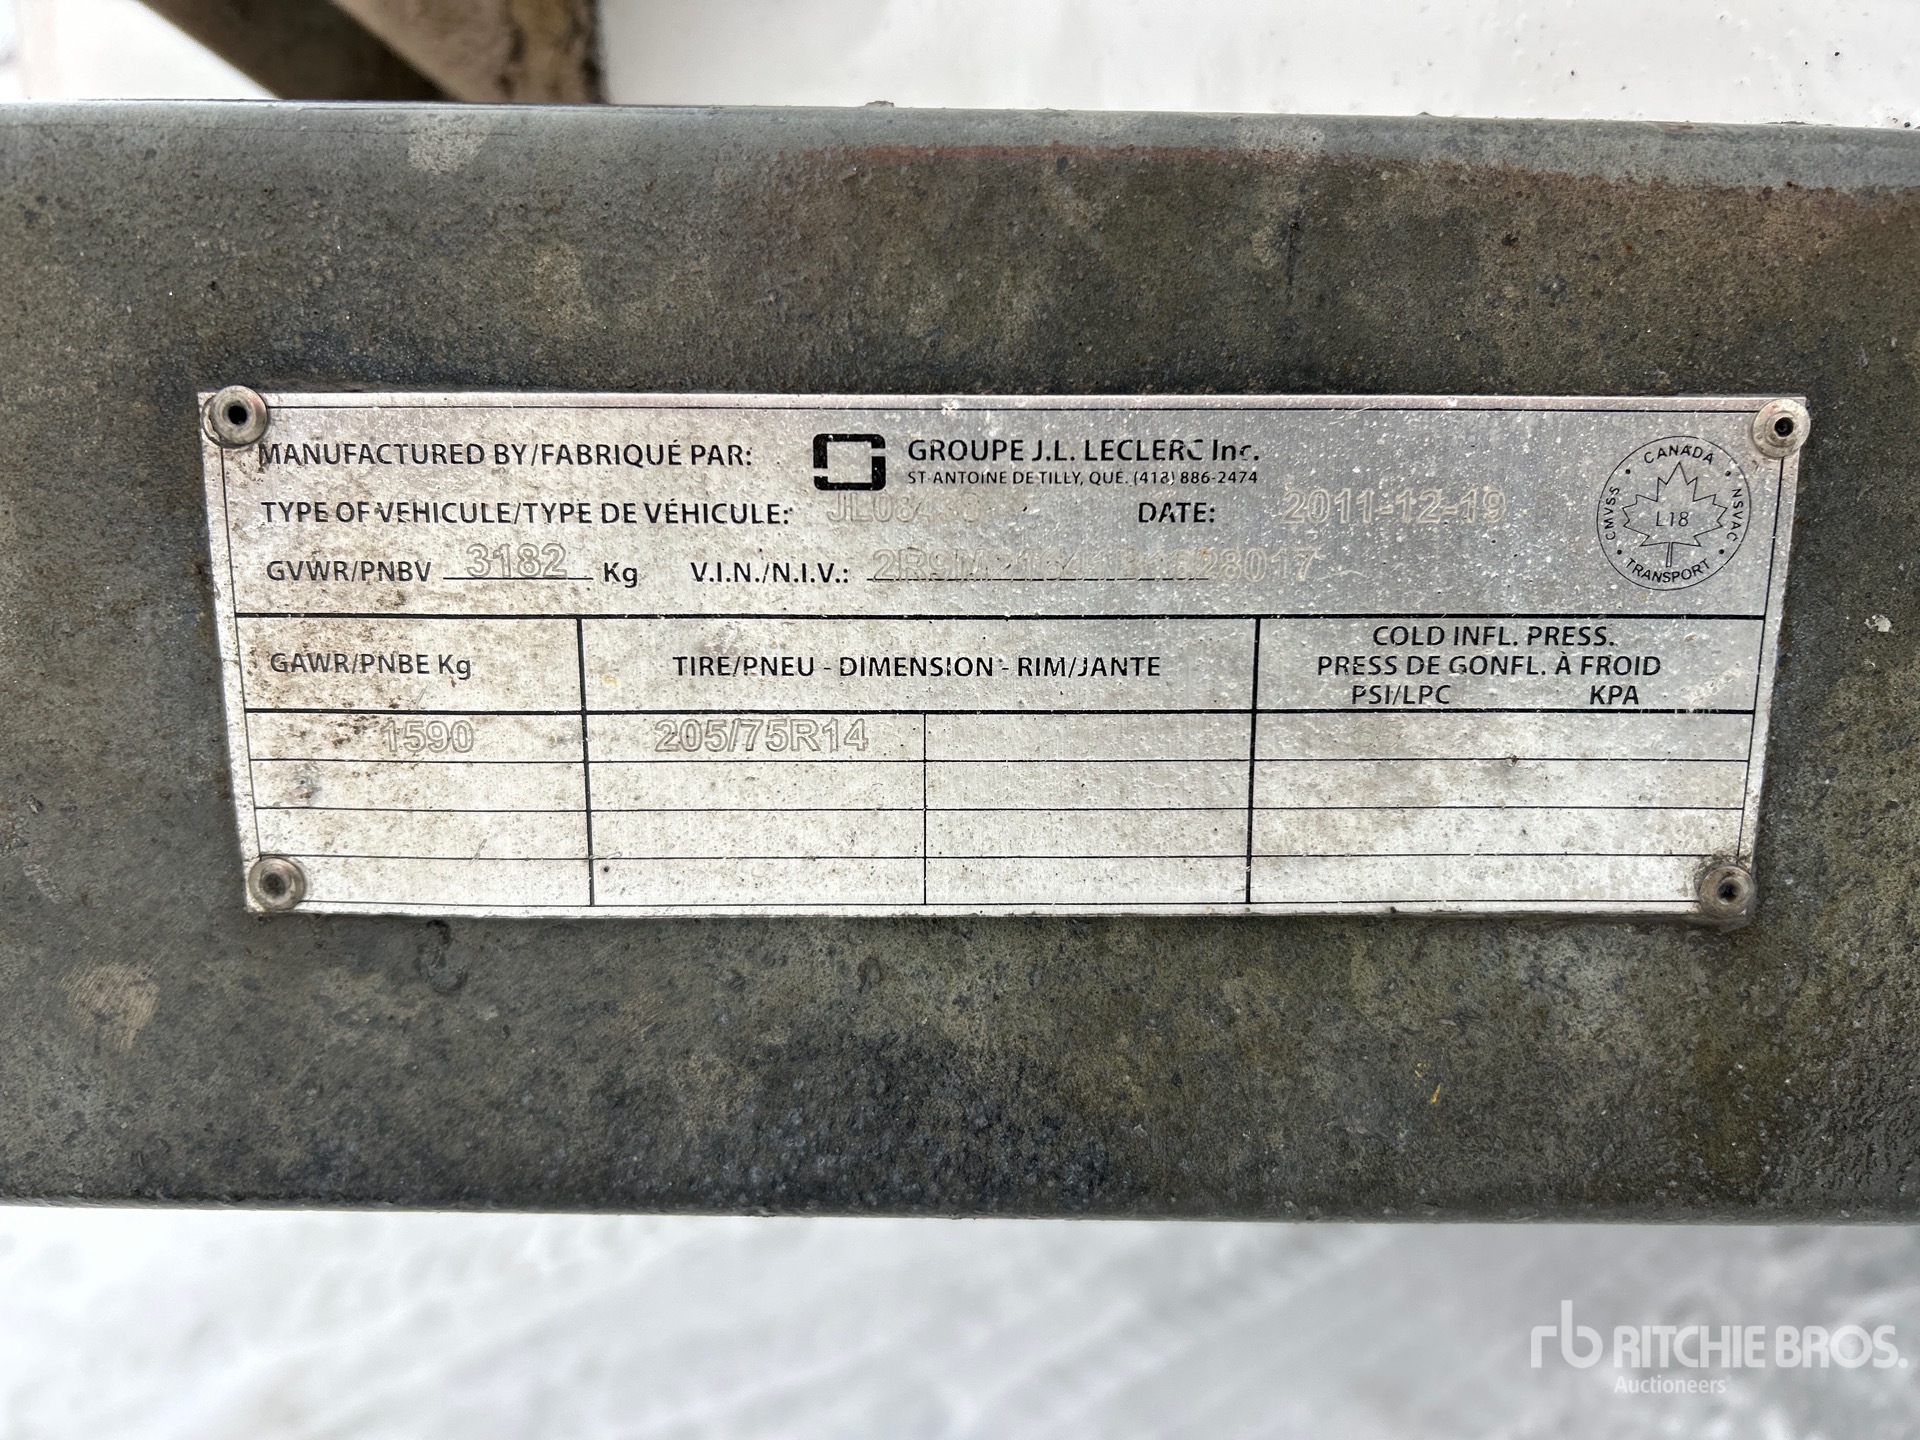 MANUFACTURED BY/FABRIQUÉ PAR: GROUPE J.L. LECLERC Inc.
ST-ANTOINE DE TILLY, QUÉ. (418) 886-2474
TYPE OF VEHICULE/TYPE DE VÉHICULE: DATE: 2011-12-19
GVWR/PNBV 3182 Kg V.I.N./N.I.V.:
CANADA
CMVSS L18 NSVAC
TRANSPORT
GAWR/PNBE Kg
TIRE/PNEU - DIMENSION - RIM/JANTE
COLD INFL. PRESS.
PRESS DE GONFL. À FROID
PSI/LPC KPA
1590 205/75R14
rb RITCHIE BROS.
Auctioneers